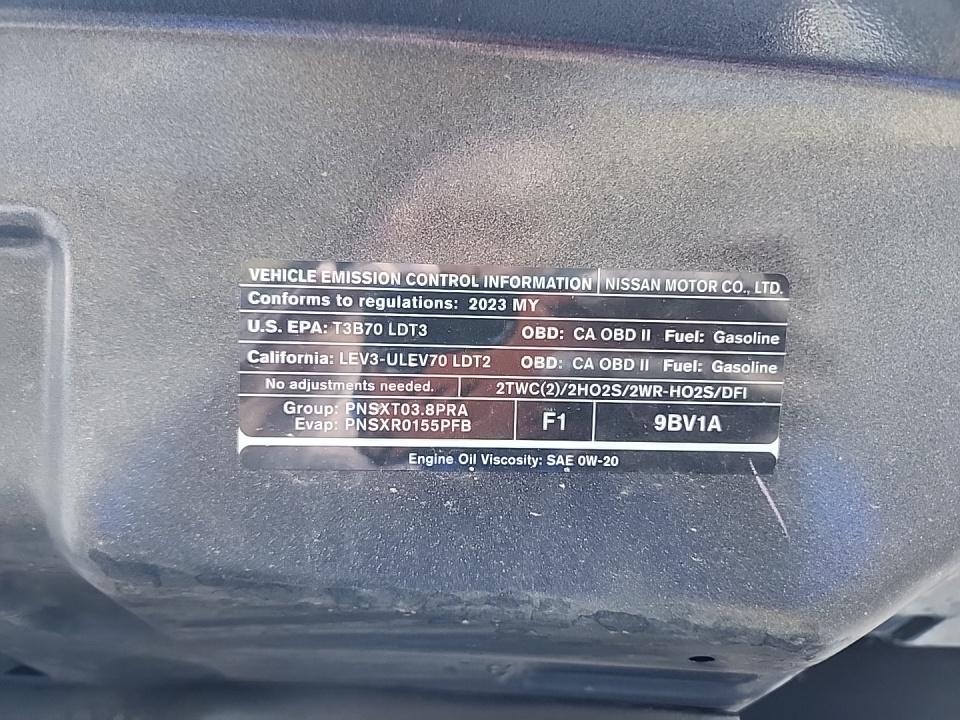 VEHICLE EMISSION CONTROL INFORMATION NISSAN MOTOR CO., LTD.
Conforms to regulations: 2023 MY
U.S. EPA: T3B70 LDT3 OBD: CA OBD II Fuel: Gasoline
California: LEV3-ULEV70 LDT2 OBD: CA OBD II Fuel: Gasoline
No adjustments needed. 2TWC(2)/2HO2S/2WR-HO2S/DFI
Group: PNSXT03.8PRA
Evap: PNSXR0155PFB
F1 9BV1A
Engine Oil Viscosity: SAE 0W-20